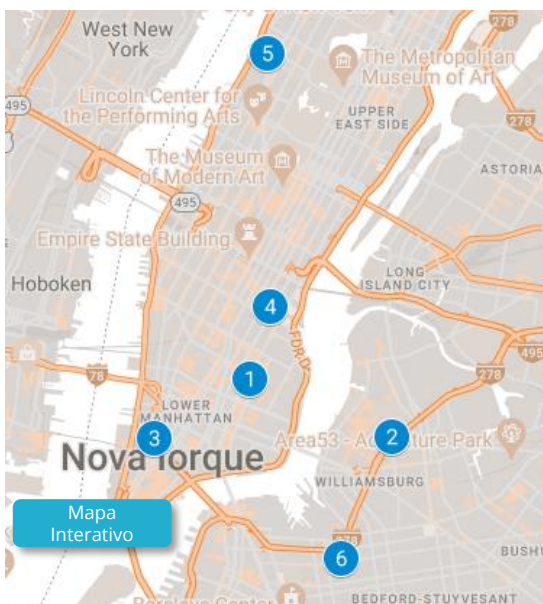 West New
York
5
The Metropolitan
Museum of Art
278
495
Lincoln Center for
the Performing Arts
UPPER
EAST SIDE
278
The Museum
of Modern Art
ASTORIA
495
Empire State Building
Hoboken
LONG
ISLAND CITY
4
FDR Dr
495
78
1
278
LOWER
MANHATTAN
3
2
Area53 - Adventure Park
Nova Iorque
WILLIAMSBURG
Mapa
Interativo
278
6
BUSHW
Barclays Center
BEDFORD-STUYVESANT